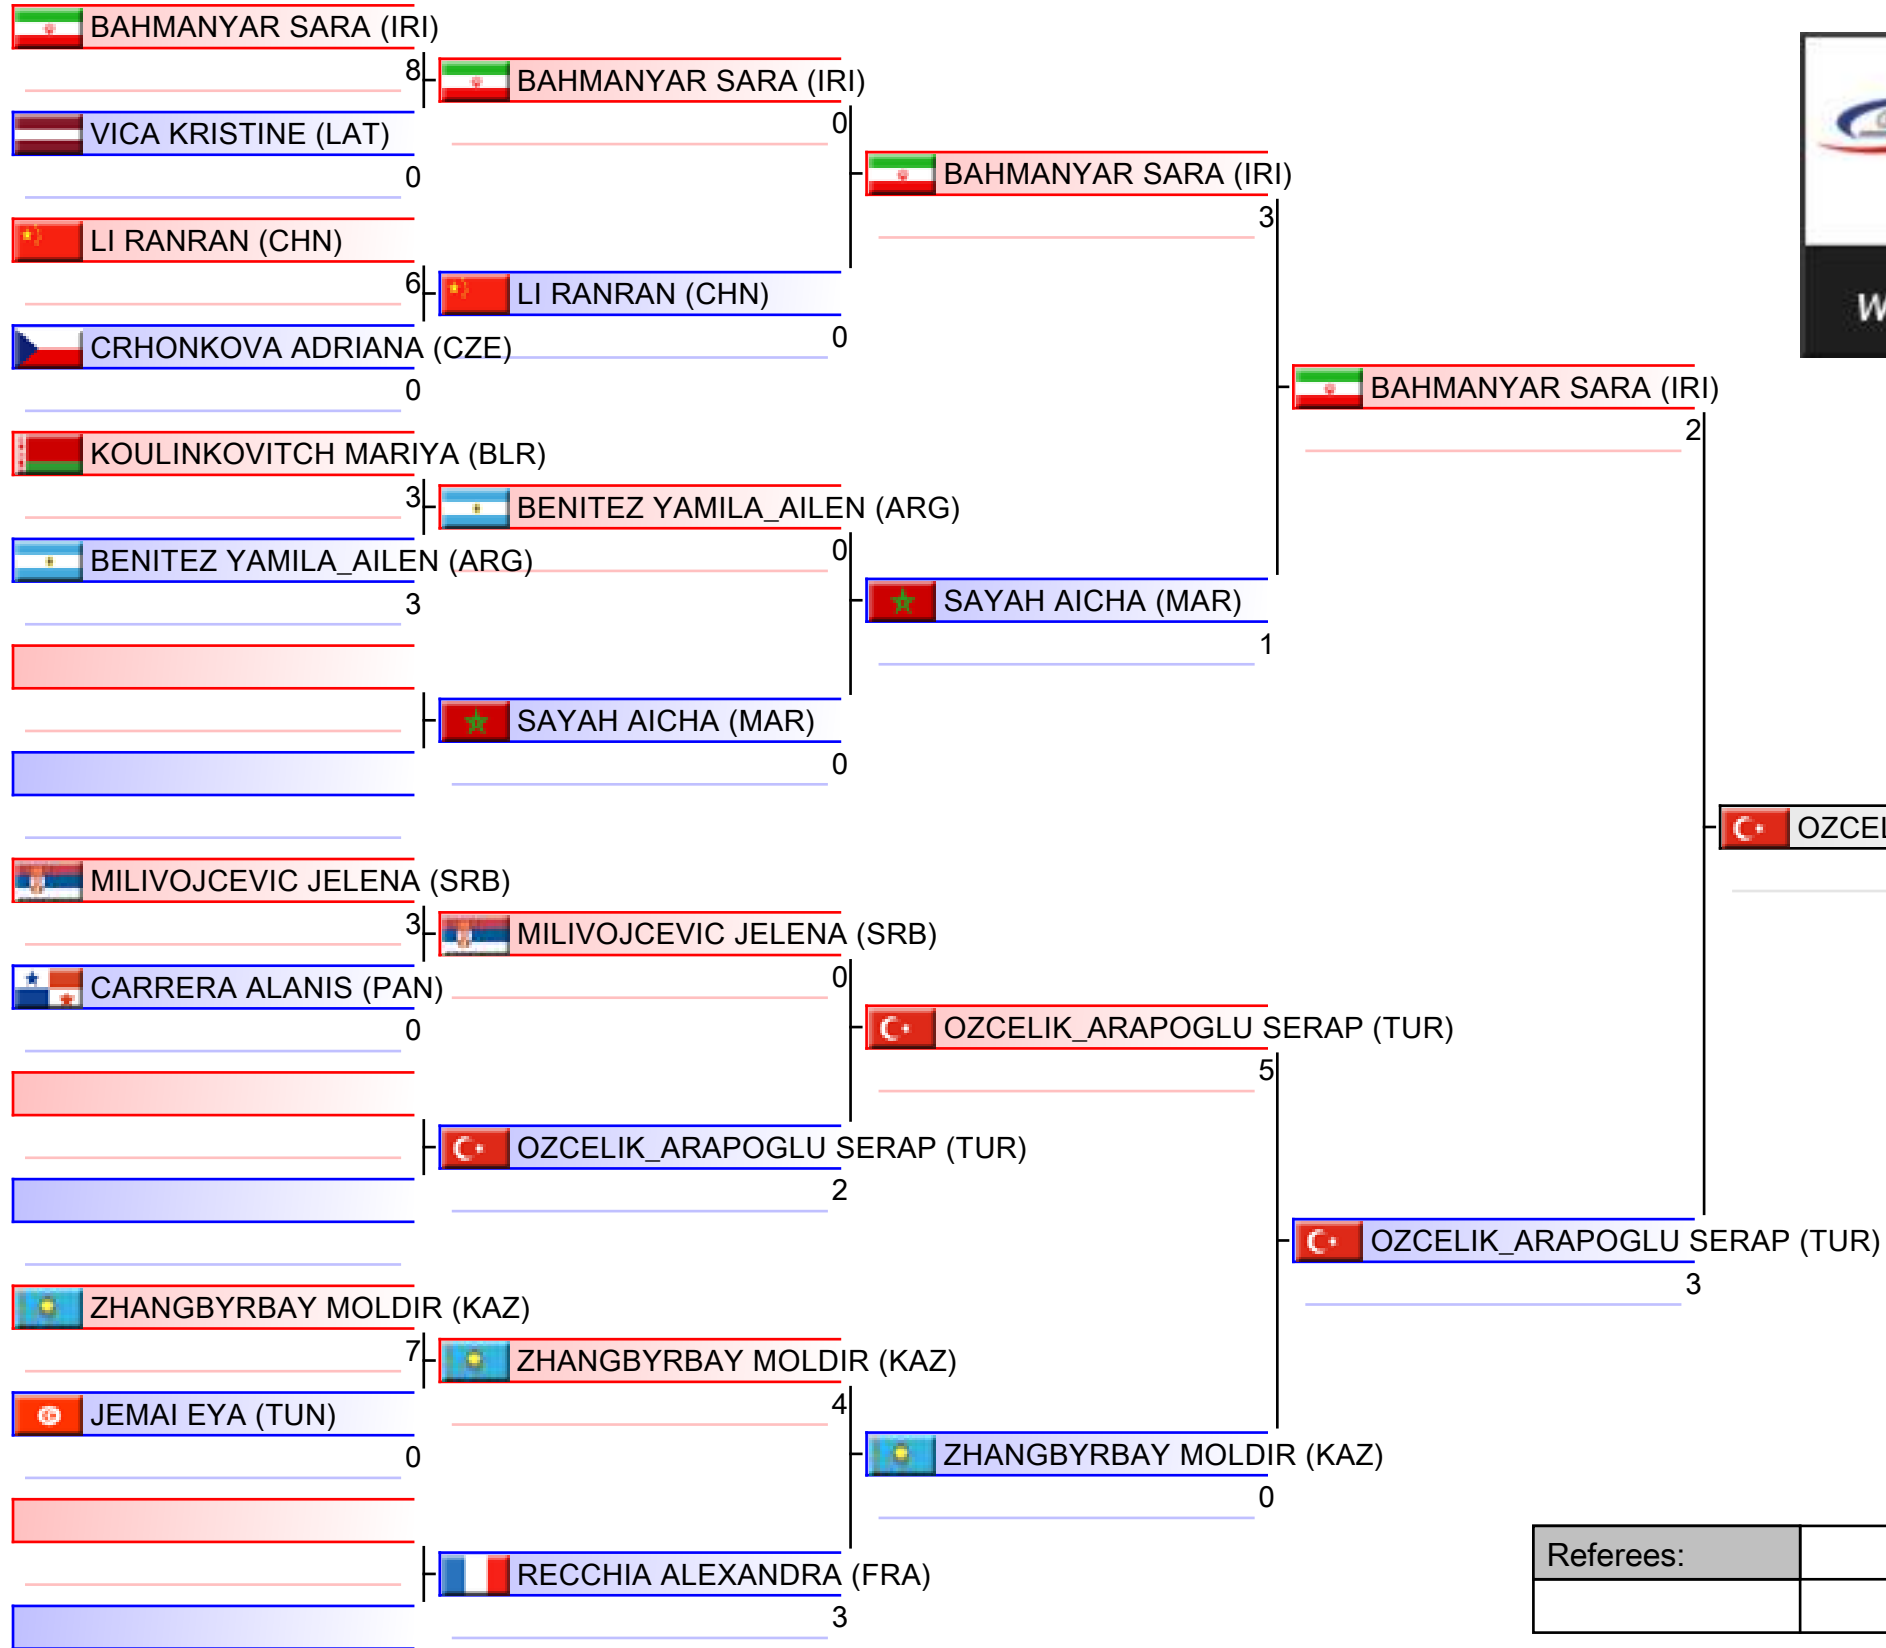 BAHMANYAR SARA (IRI)
8
VICA KRISTINE (LAT)
0
LI RANRAN (CHN)
6
CRHONKOVA ADRIANA (CZE)
0
KOULINKOVITCH MARIYA (BLR)
3
BENITEZ YAMILA_AILEN (ARG)
3
MILIVOJCEVIC JELENA (SRB)
3
CARRERA ALANIS (PAN)
0
ZHANGBYRBAY MOLDIR (KAZ)
7
JEMAI EYA (TUN)
0
BAHMANYAR SARA (IRI)
0
LI RANRAN (CHN)
0
BENITEZ YAMILA_AILEN (ARG)
0
SAYAH AICHA (MAR)
0
MILIVOJCEVIC JELENA (SRB)
0
OZCELIK_ARAPOGLU SERAP (TUR)
2
ZHANGBYRBAY MOLDIR (KAZ)
4
RECCHIA ALEXANDRA (FRA)
3
BAHMANYAR SARA (IRI)
3
SAYAH AICHA (MAR)
1
OZCELIK_ARAPOGLU SERAP (TUR)
5
ZHANGBYRBAY MOLDIR (KAZ)
0
BAHMANYAR SARA (IRI)
2
OZCELIK_ARAPOGLU SERAP (TUR)
3
Referees: